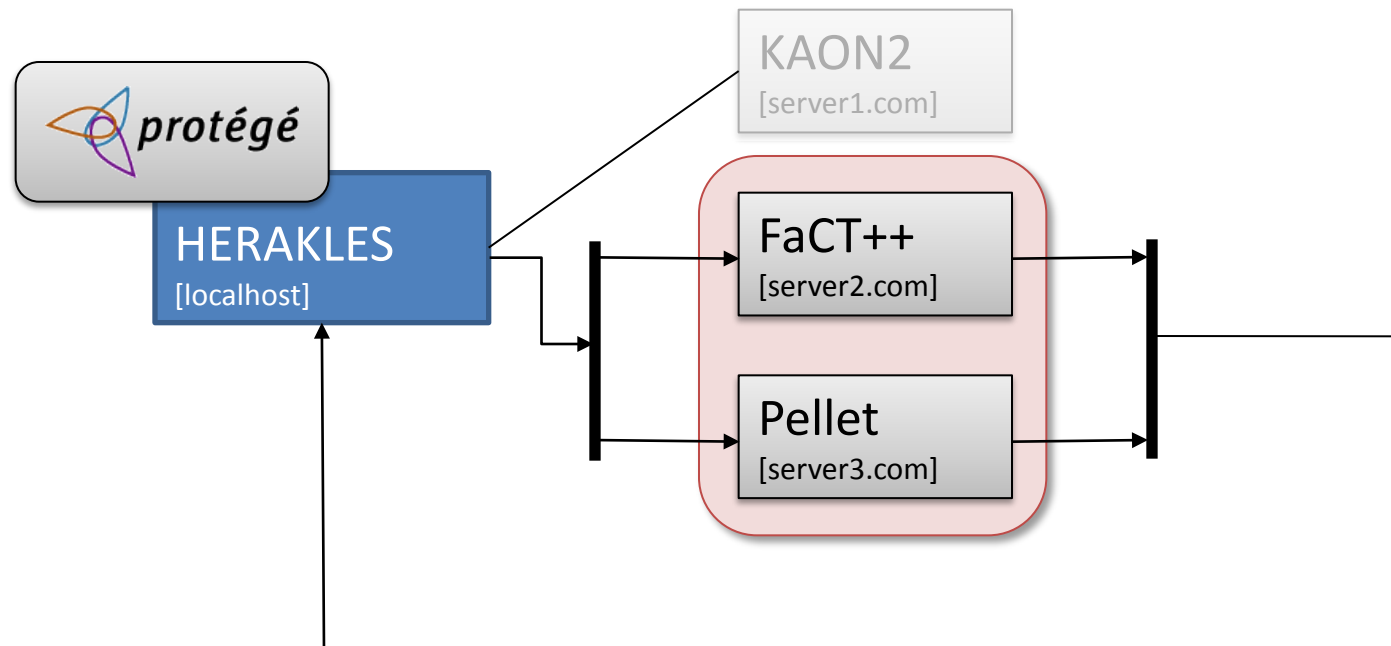 KAON2
[server1.com]
protégé
HERAKLES
[localhost]
FaCT++
[server2.com]
Pellet
[server3.com]